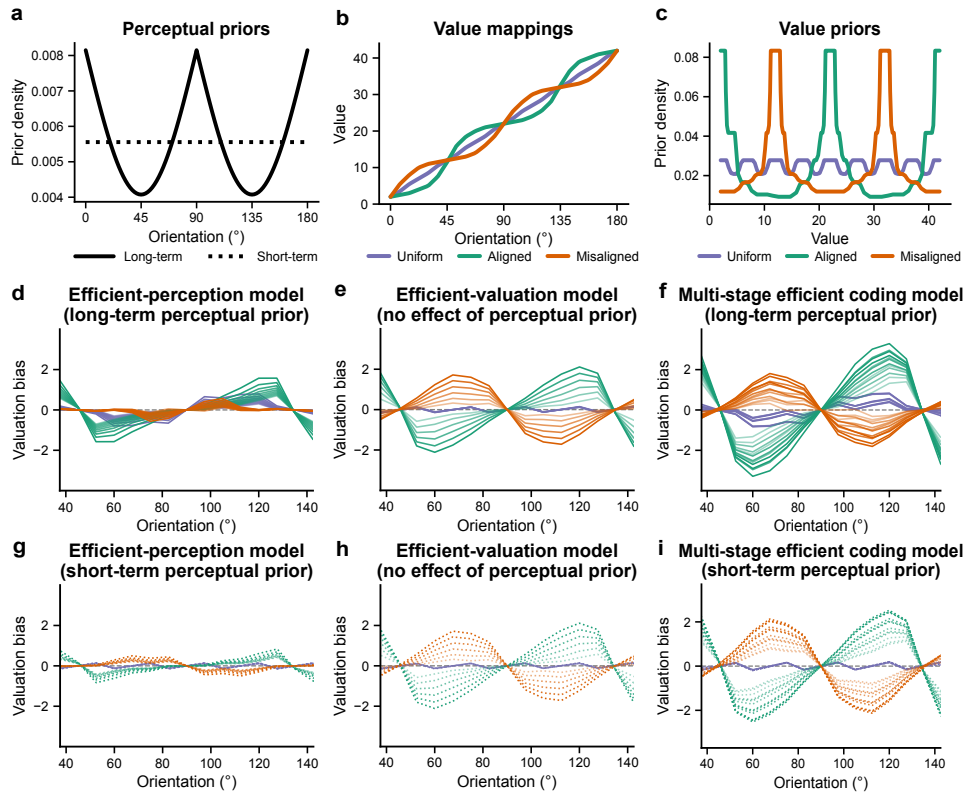 a
Perceptual priors
Prior density
0.008
0.007
0.006
0.005
0.004
0
45
90
135
180
Orientation (°)
Long-term
Short-term
b
Value mappings
Value
40
30
20
10
0
0
45
90
135
180
Orientation (°)
Uniform
Aligned
Misaligned
c
Value priors
Prior density
0.08
0.06
0.04
0.02
10
20
30
40
Value
Uniform
Aligned
Misaligned
d
Efficient-perception model
(long-term perceptual prior)
Valuation bias
2
0
−2
40
60
80
100
120
140
Orientation (°)
e
Efficient-valuation model
(no effect of perceptual prior)
Valuation bias
2
0
−2
40
60
80
100
120
140
Orientation (°)
f
Multi-stage efficient coding model
(long-term perceptual prior)
Valuation bias
2
0
−2
40
60
80
100
120
140
Orientation (°)
g
Efficient-perception model
(short-term perceptual prior)
Valuation bias
2
0
−2
40
60
80
100
120
140
Orientation (°)
h
Efficient-valuation model
(no effect of perceptual prior)
Valuation bias
2
0
−2
40
60
80
100
120
140
Orientation (°)
i
Multi-stage efficient coding model
(short-term perceptual prior)
Valuation bias
2
0
−2
40
60
80
100
120
140
Orientation (°)